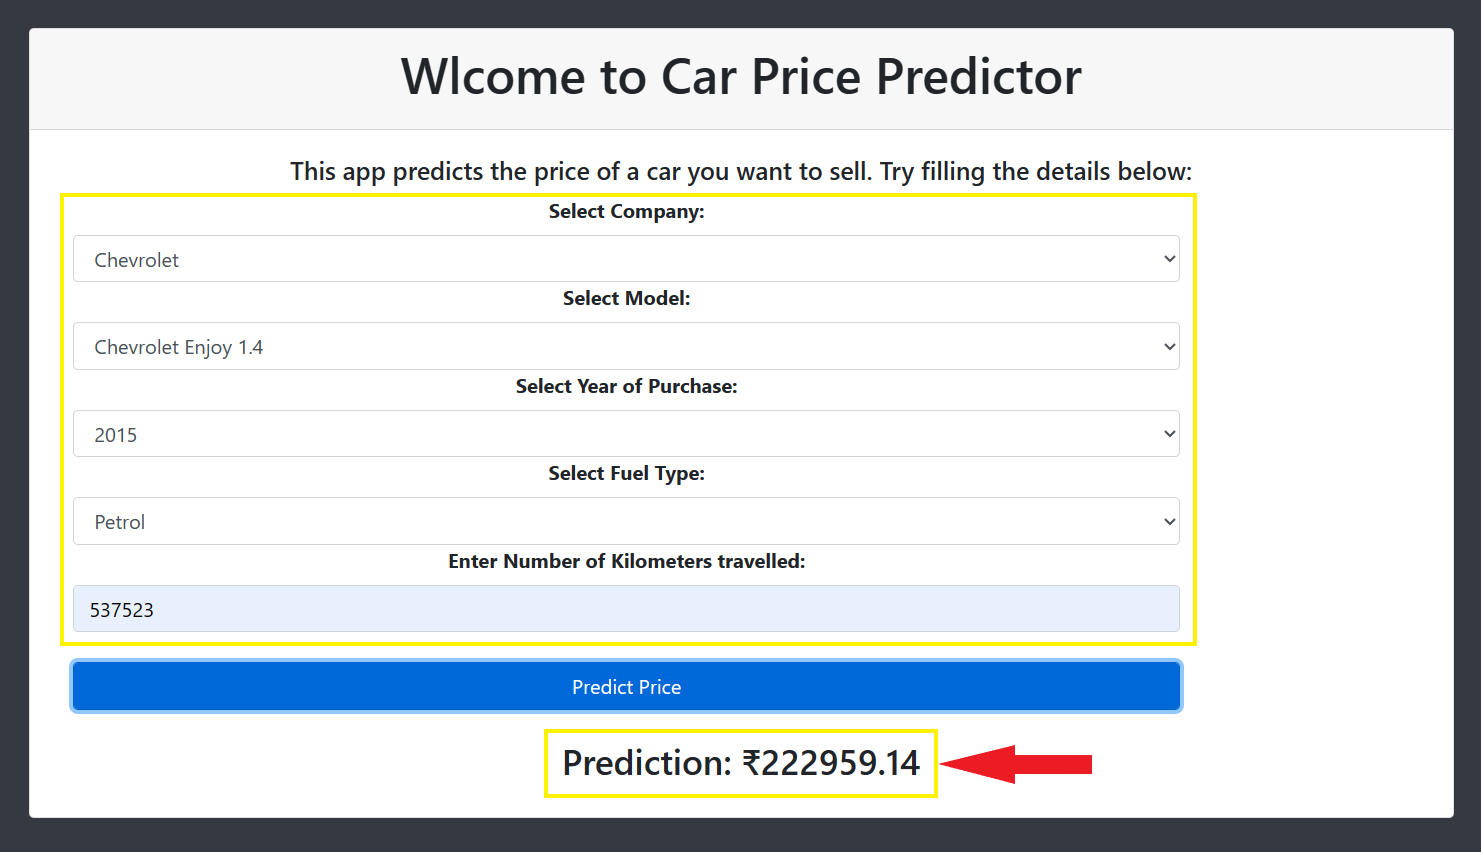 Wlcome to Car Price Predictor
This app predicts the price of a car you want to sell. Try filling the details below:
Select Company:
Chevrolet
Select Model:
Chevrolet Enjoy 1.4
Select Year of Purchase:
2015
Select Fuel Type:
Petrol
Enter Number of Kilometers travelled:
537523
Predict Price
Prediction: ₹222959.14